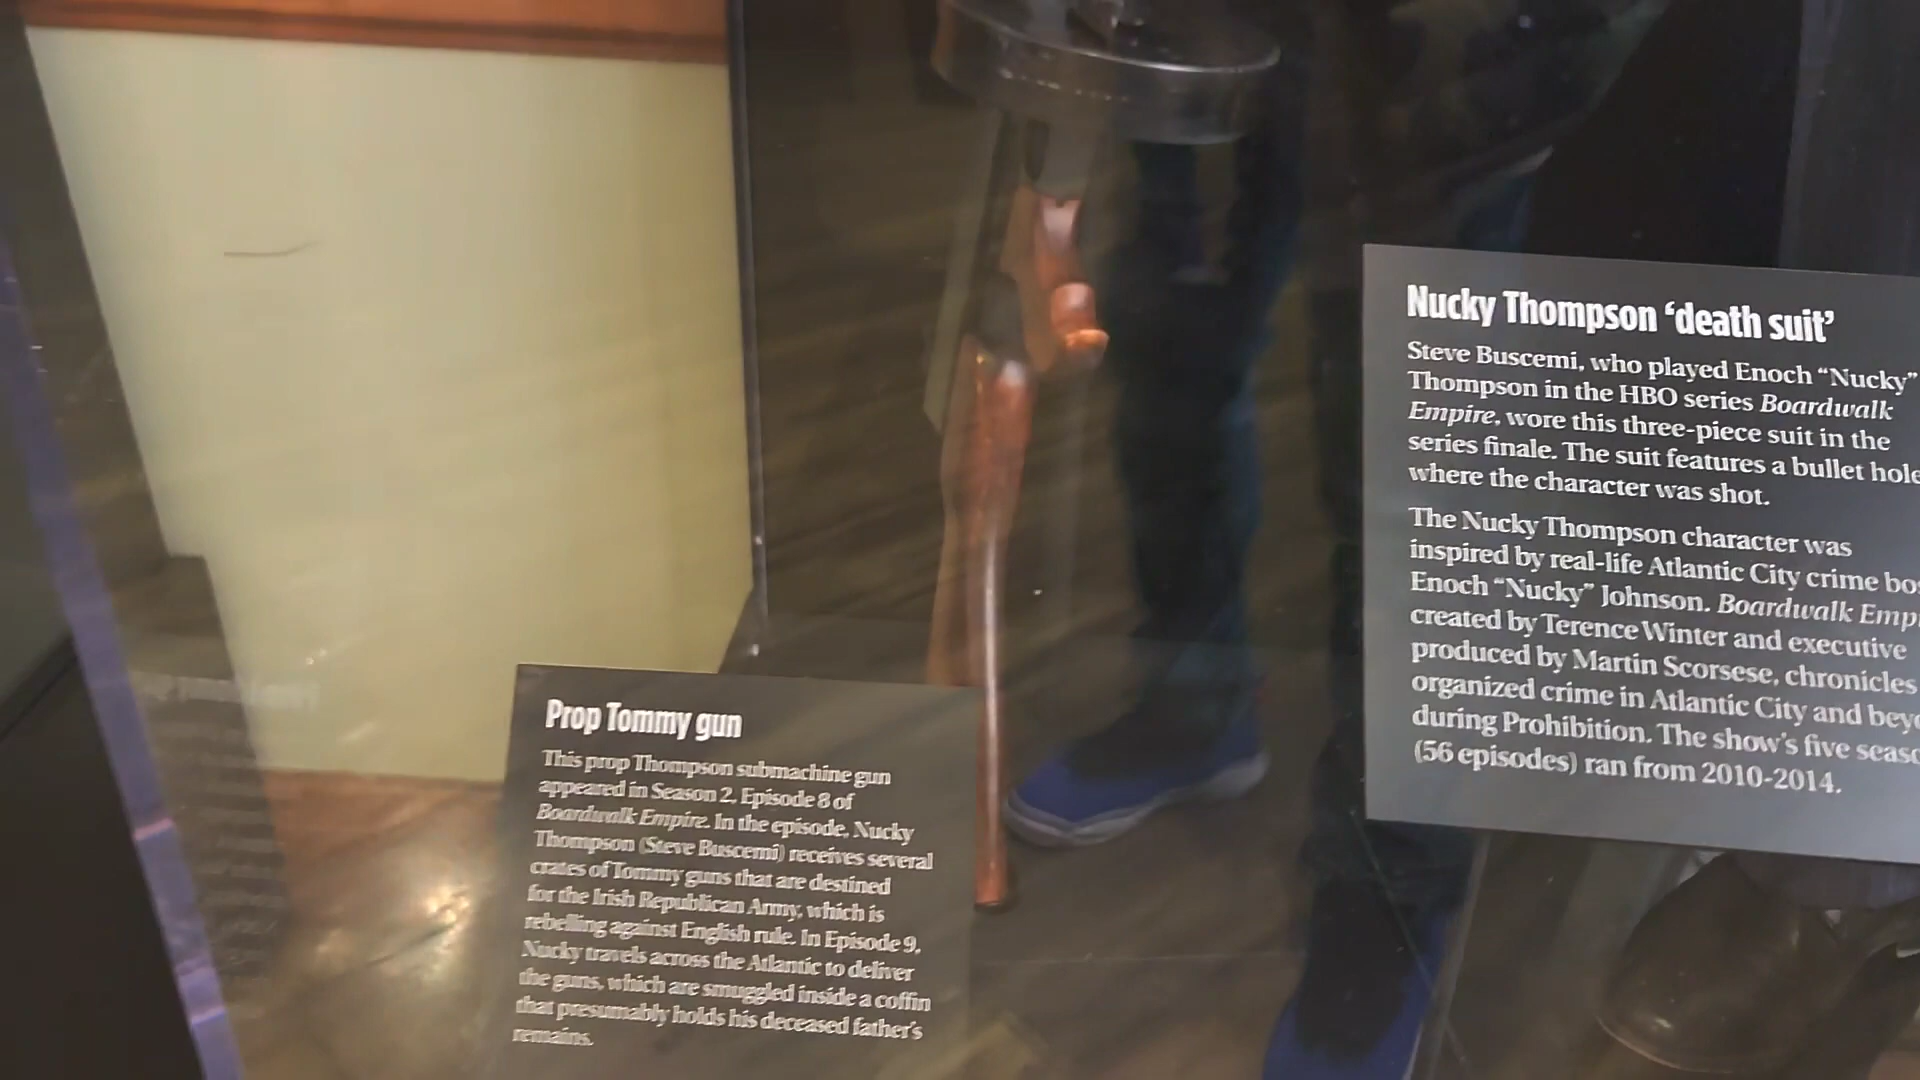 Prop Tommy gun
This prop Thompson submachine gun
appeared in Season 2, Episode 8 of
Boardwalk Empire. In the episode, Nucky
Thompson (Steve Buscemi) receives several
crates of Tommy guns that are destined
for the Irish Republican Army, which is
rebelling against English rule. In Episode 9,
Nucky travels across the Atlantic to deliver
the guns, which are smuggled inside a coffin
that presumably holds his deceased father's
remains.
Nucky Thompson ‘death suit’
Steve Buscemi, who played Enoch “Nucky”
Thompson in the HBO series Boardwalk
Empire, wore this three-piece suit in the
series finale. The suit features a bullet hole
where the character was shot.
The Nucky Thompson character was
inspired by real-life Atlantic City crime bos
Enoch “Nucky” Johnson. Boardwalk Emp
created by Terence Winter and executive
produced by Martin Scorsese, chronicles
organized crime in Atlantic City and beyo
during Prohibition. The show's five seaso
(56 episodes) ran from 2010-2014.